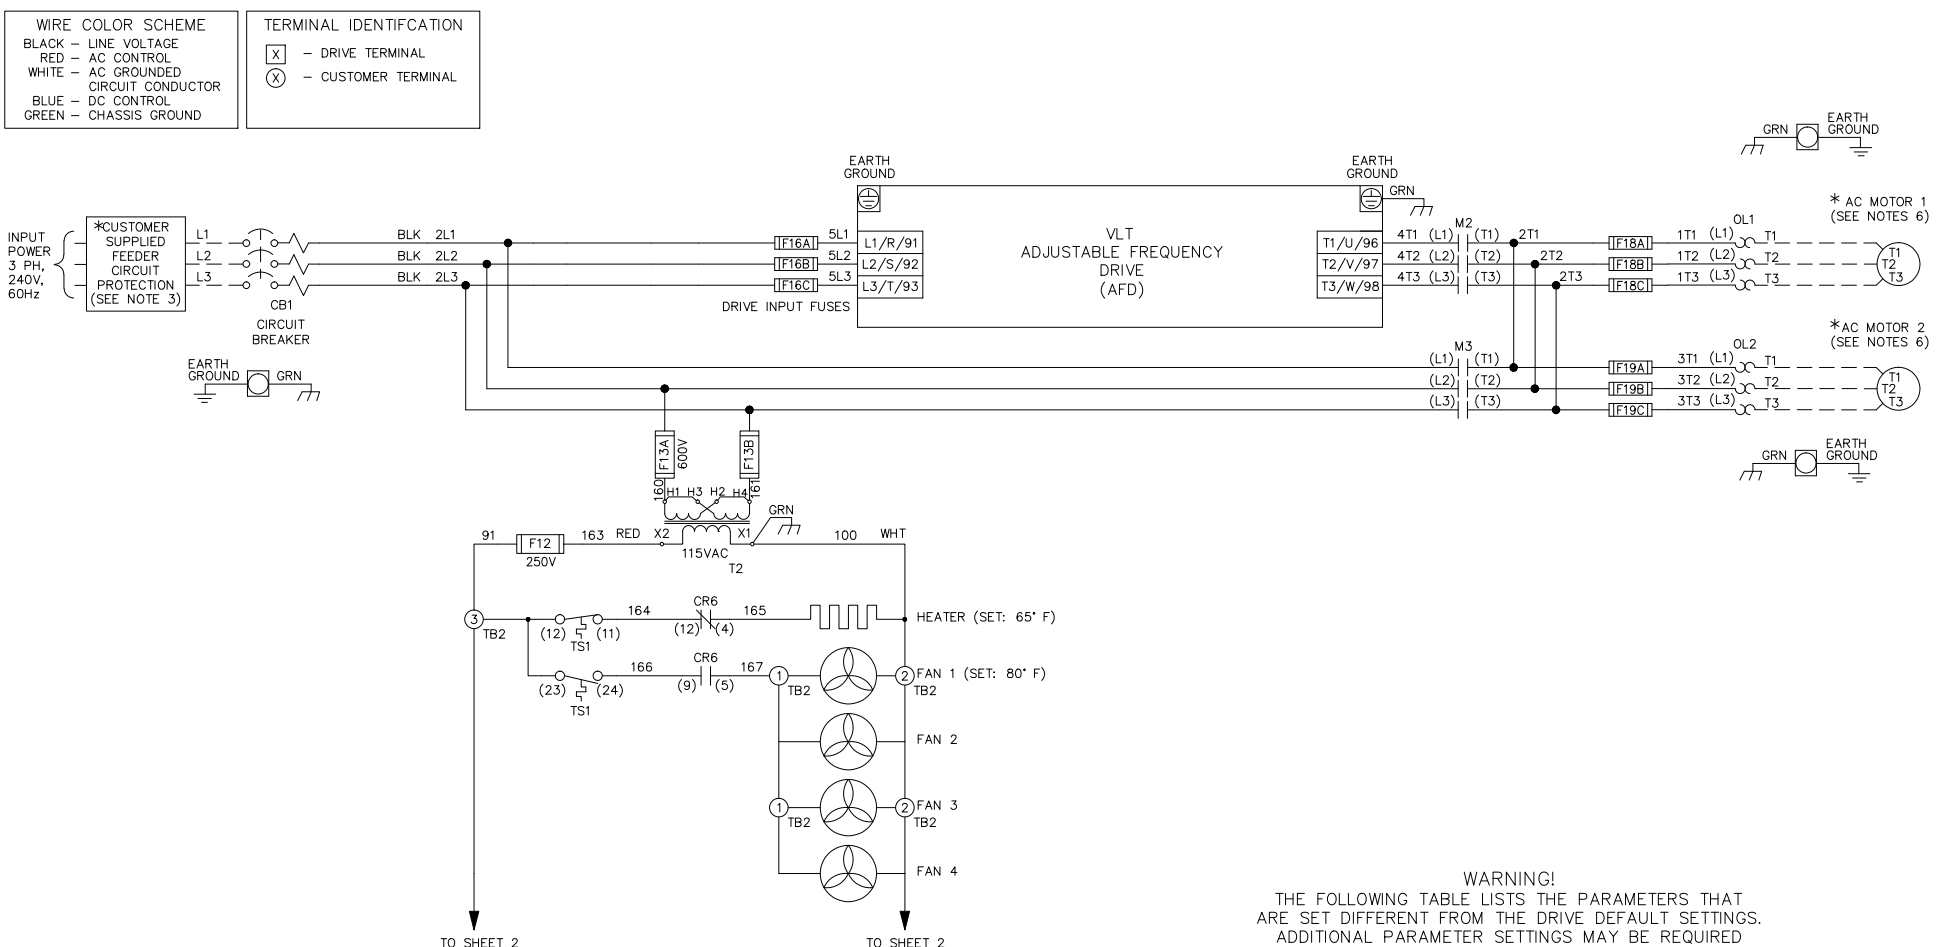 WIRE COLOR SCHEME
BLACK – LINE VOLTAGE
RED – AC CONTROL
WHITE – AC GROUNDED
CIRCUIT CONDUCTOR
BLUE – DC CONTROL
GREEN – CHASSIS GROUND
TERMINAL IDENTIFCATION
X – DRIVE TERMINAL
X – CUSTOMER TERMINAL
INPUT
POWER
3 PH,
240V,
60Hz
*CUSTOMER
SUPPLIED
FEEDER
CIRCUIT
PROTECTION
(SEE NOTE 3)
L1
L2
L3
CB1
CIRCUIT
BREAKER
EARTH
GROUND
GRN
BLK 2L1
BLK 2L2
BLK 2L3
F16A 5L1
F16B 5L2
F16C 5L3
DRIVE INPUT FUSES
EARTH
GROUND
L1/R/91
L2/S/92
L3/T/93
VLT
ADJUSTABLE FREQUENCY
DRIVE
(AFD)
EARTH
GROUND
GRN
T1/U/96
T2/V/97
T3/W/98
M2
4T1 (L1) (T1) 2T1
4T2 (L2) (T2) 2T2
4T3 (L3) (T3) 2T3
F18A 1T1 (L1) T1
F18B 1T2 (L2) T2
F18C 1T3 (L3) T3
OL1
GRN
EARTH
GROUND
* AC MOTOR 1
(SEE NOTES 6)
T1
T2
T3
M3
(L1) (T1)
(L2) (T2)
(L3) (T3)
F19A 3T1 (L1) T1
F19B 3T2 (L2) T2
F19C 3T3 (L3) T3
OL2
*AC MOTOR 2
(SEE NOTES 6)
T1
T2
T3
GRN
EARTH
GROUND
F13A
600V
F13B
160
H1 H3 H2 H4
161
GRN
91 F12 163 RED X2 X1 100 WHT
250V
115VAC
T2
3
TB2
(12) (11)
TS1
164
CR6
(12) (4)
165
HEATER (SET: 65° F)
(23) (24)
TS1
166
CR6
(9) (5)
167
1
TB2
2
TB2
FAN 1 (SET: 80° F)
FAN 2
1
TB2
2
TB2
FAN 3
FAN 4
TO SHEET 2
TO SHEET 2
WARNING!
THE FOLLOWING TABLE LISTS THE PARAMETERS THAT
ARE SET DIFFERENT FROM THE DRIVE DEFAULT SETTINGS.
ADDITIONAL PARAMETER SETTINGS MAY BE REQUIRED